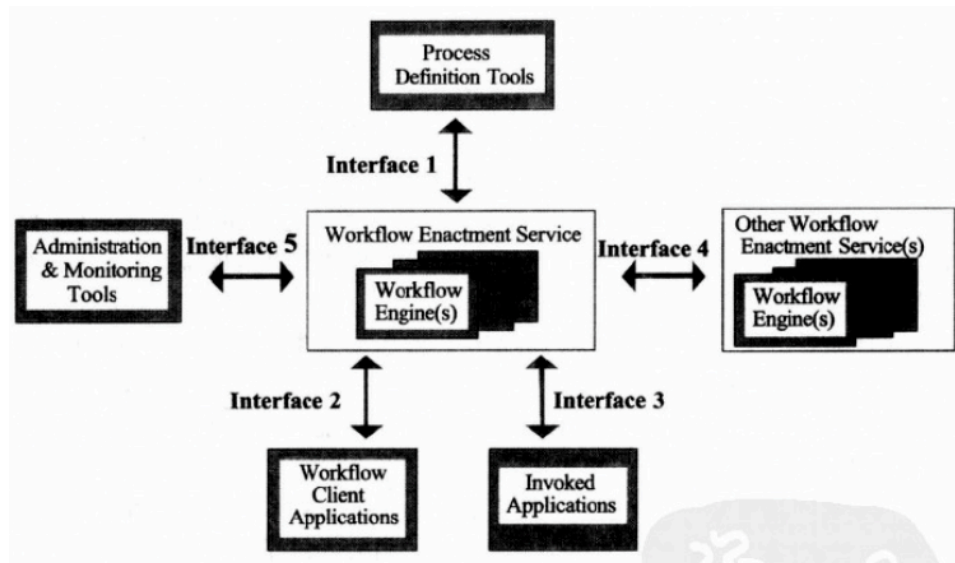 Process
Definition Tools
Interface 1
Administration
& Monitoring
Tools
Interface 5
Workflow Enactment Service
Workflow
Engine(s)
Interface 4
Other Workflow
Enactment Service(s)
Workflow
Engine(s)
Interface 2
Interface 3
Workflow
Client
Applications
Invoked
Applications